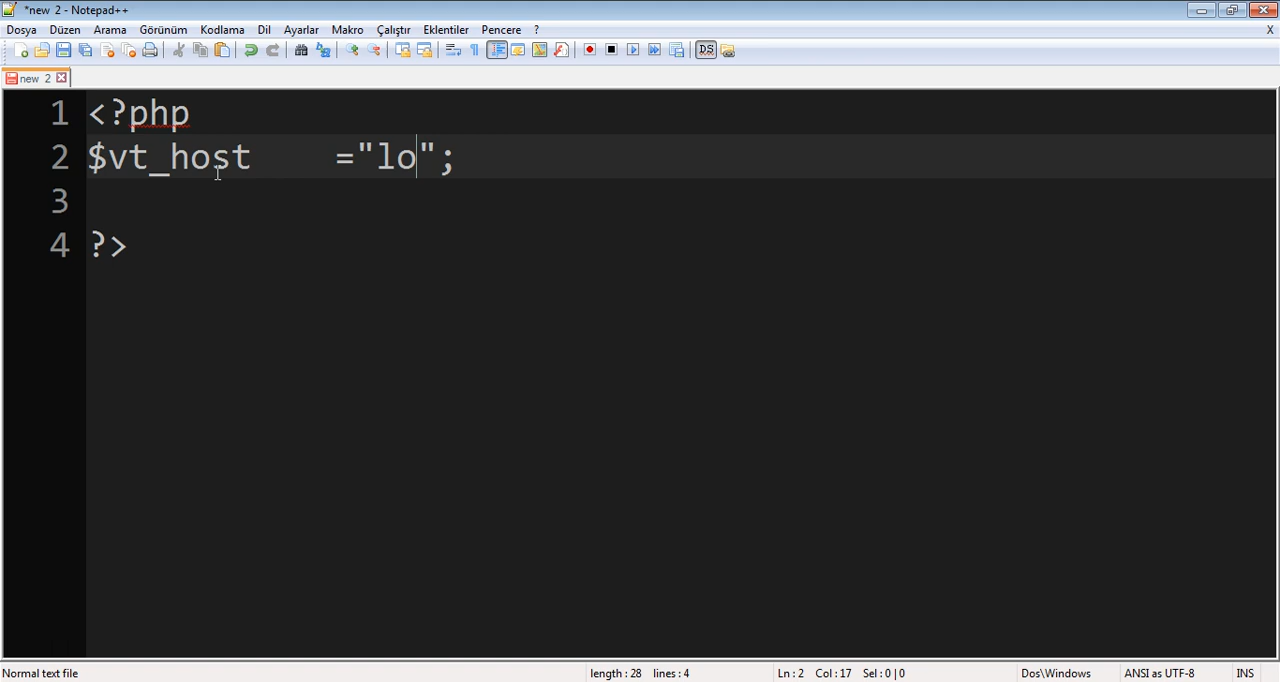 *new 2 - Notepad++
Dosya Düzen Arama Görünüm Kodlama Dil Ayarlar Makro Çalıştır Eklentiler Pencere ? X
new 2
1 <?php
2 $vt_host    ="lo";
3
4 ?>
Normal text file length : 28 lines : 4 Ln : 2 Col : 17 Sel : 0 | 0 Dos\Windows ANSI as UTF-8 INS